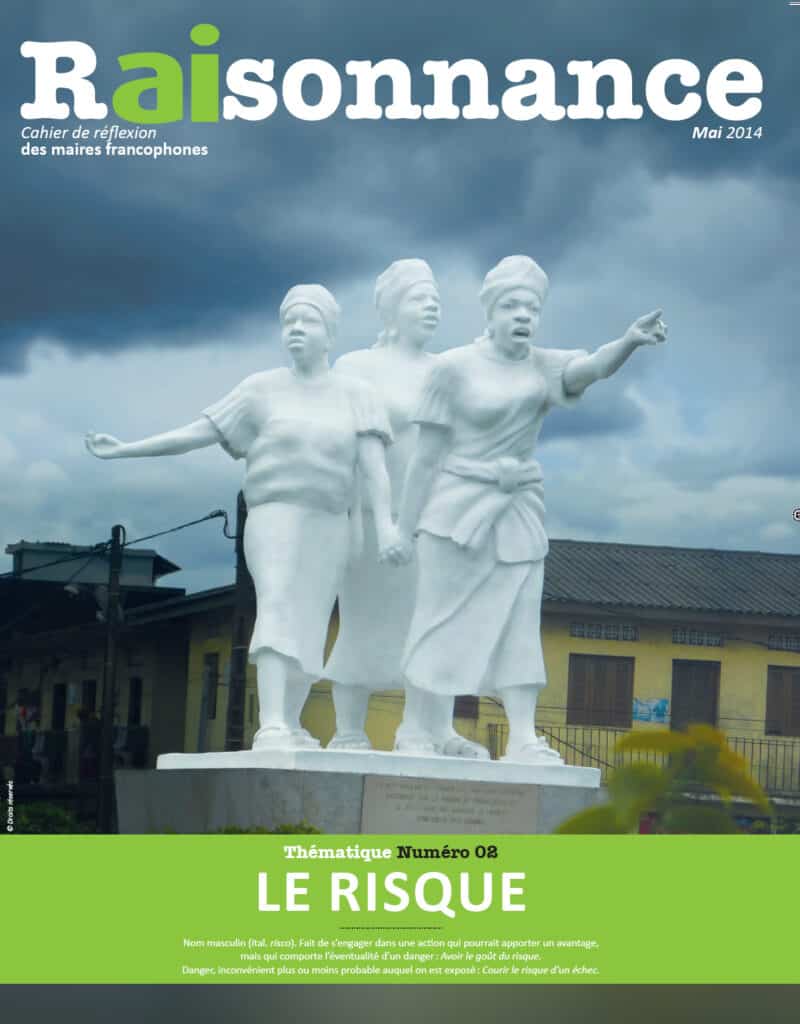 Raisonnance
Cahier de réflexion
des maires francophones
Mai 2014
© Droits réservés
Thématique Numéro 02
LE RISQUE
Nom masculin (ital. risco). Fait de s'engager dans une action qui pourrait apporter un avantage,
mais qui comporte l'éventualité d'un danger : Avoir le goût du risque.
Danger, inconvénient plus ou moins probable auquel on est exposé : Courir le risque d'un échec.